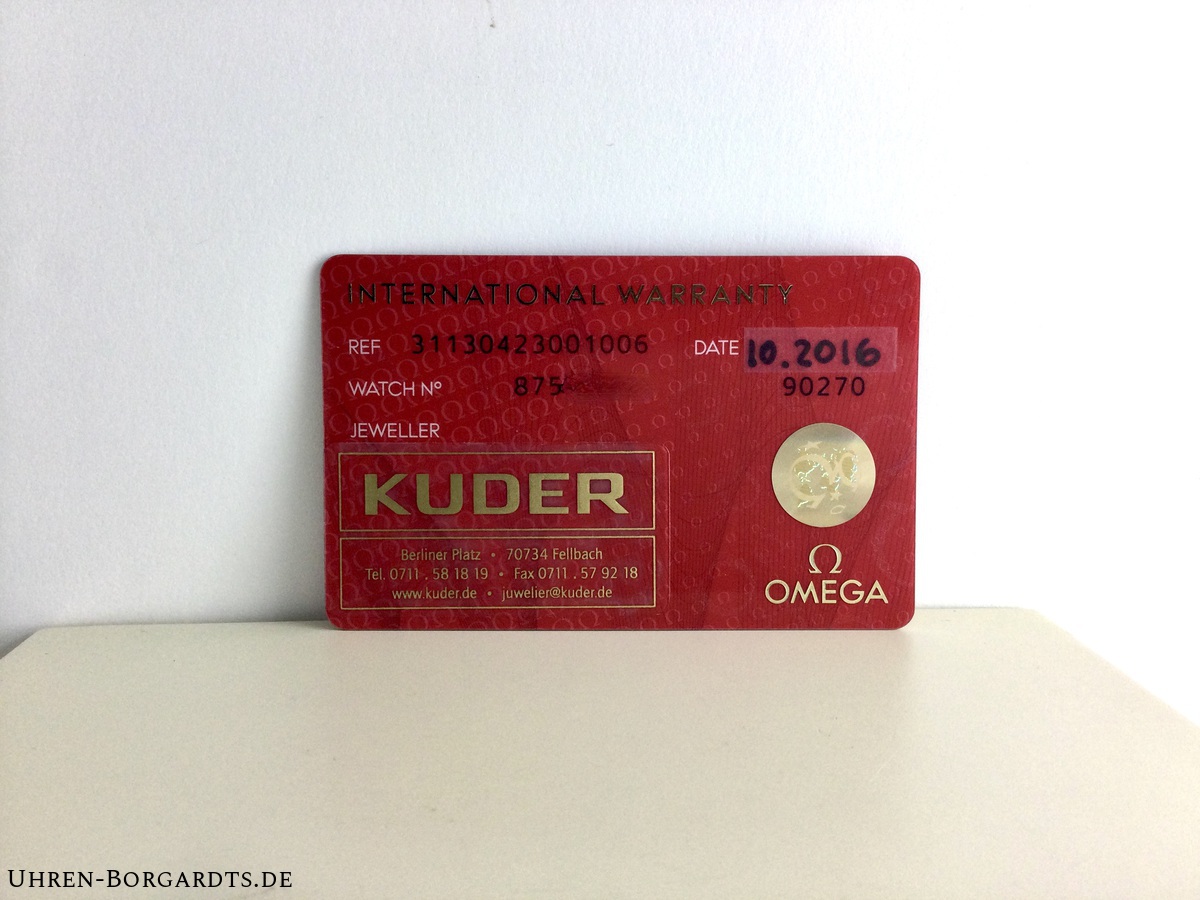 INTERNATIONAL WARRANTY
REF 31130423001006 DATE 10.2016
WATCH Nº 875 90270
JEWELLER
KUDER
Berliner Platz • 70734 Fellbach
Tel. 0711 . 58 18 19 • Fax 0711 . 57 92 18
www.kuder.de • juwelier@kuder.de
Ω
OMEGA
UHREN-BORGARDTS.DE